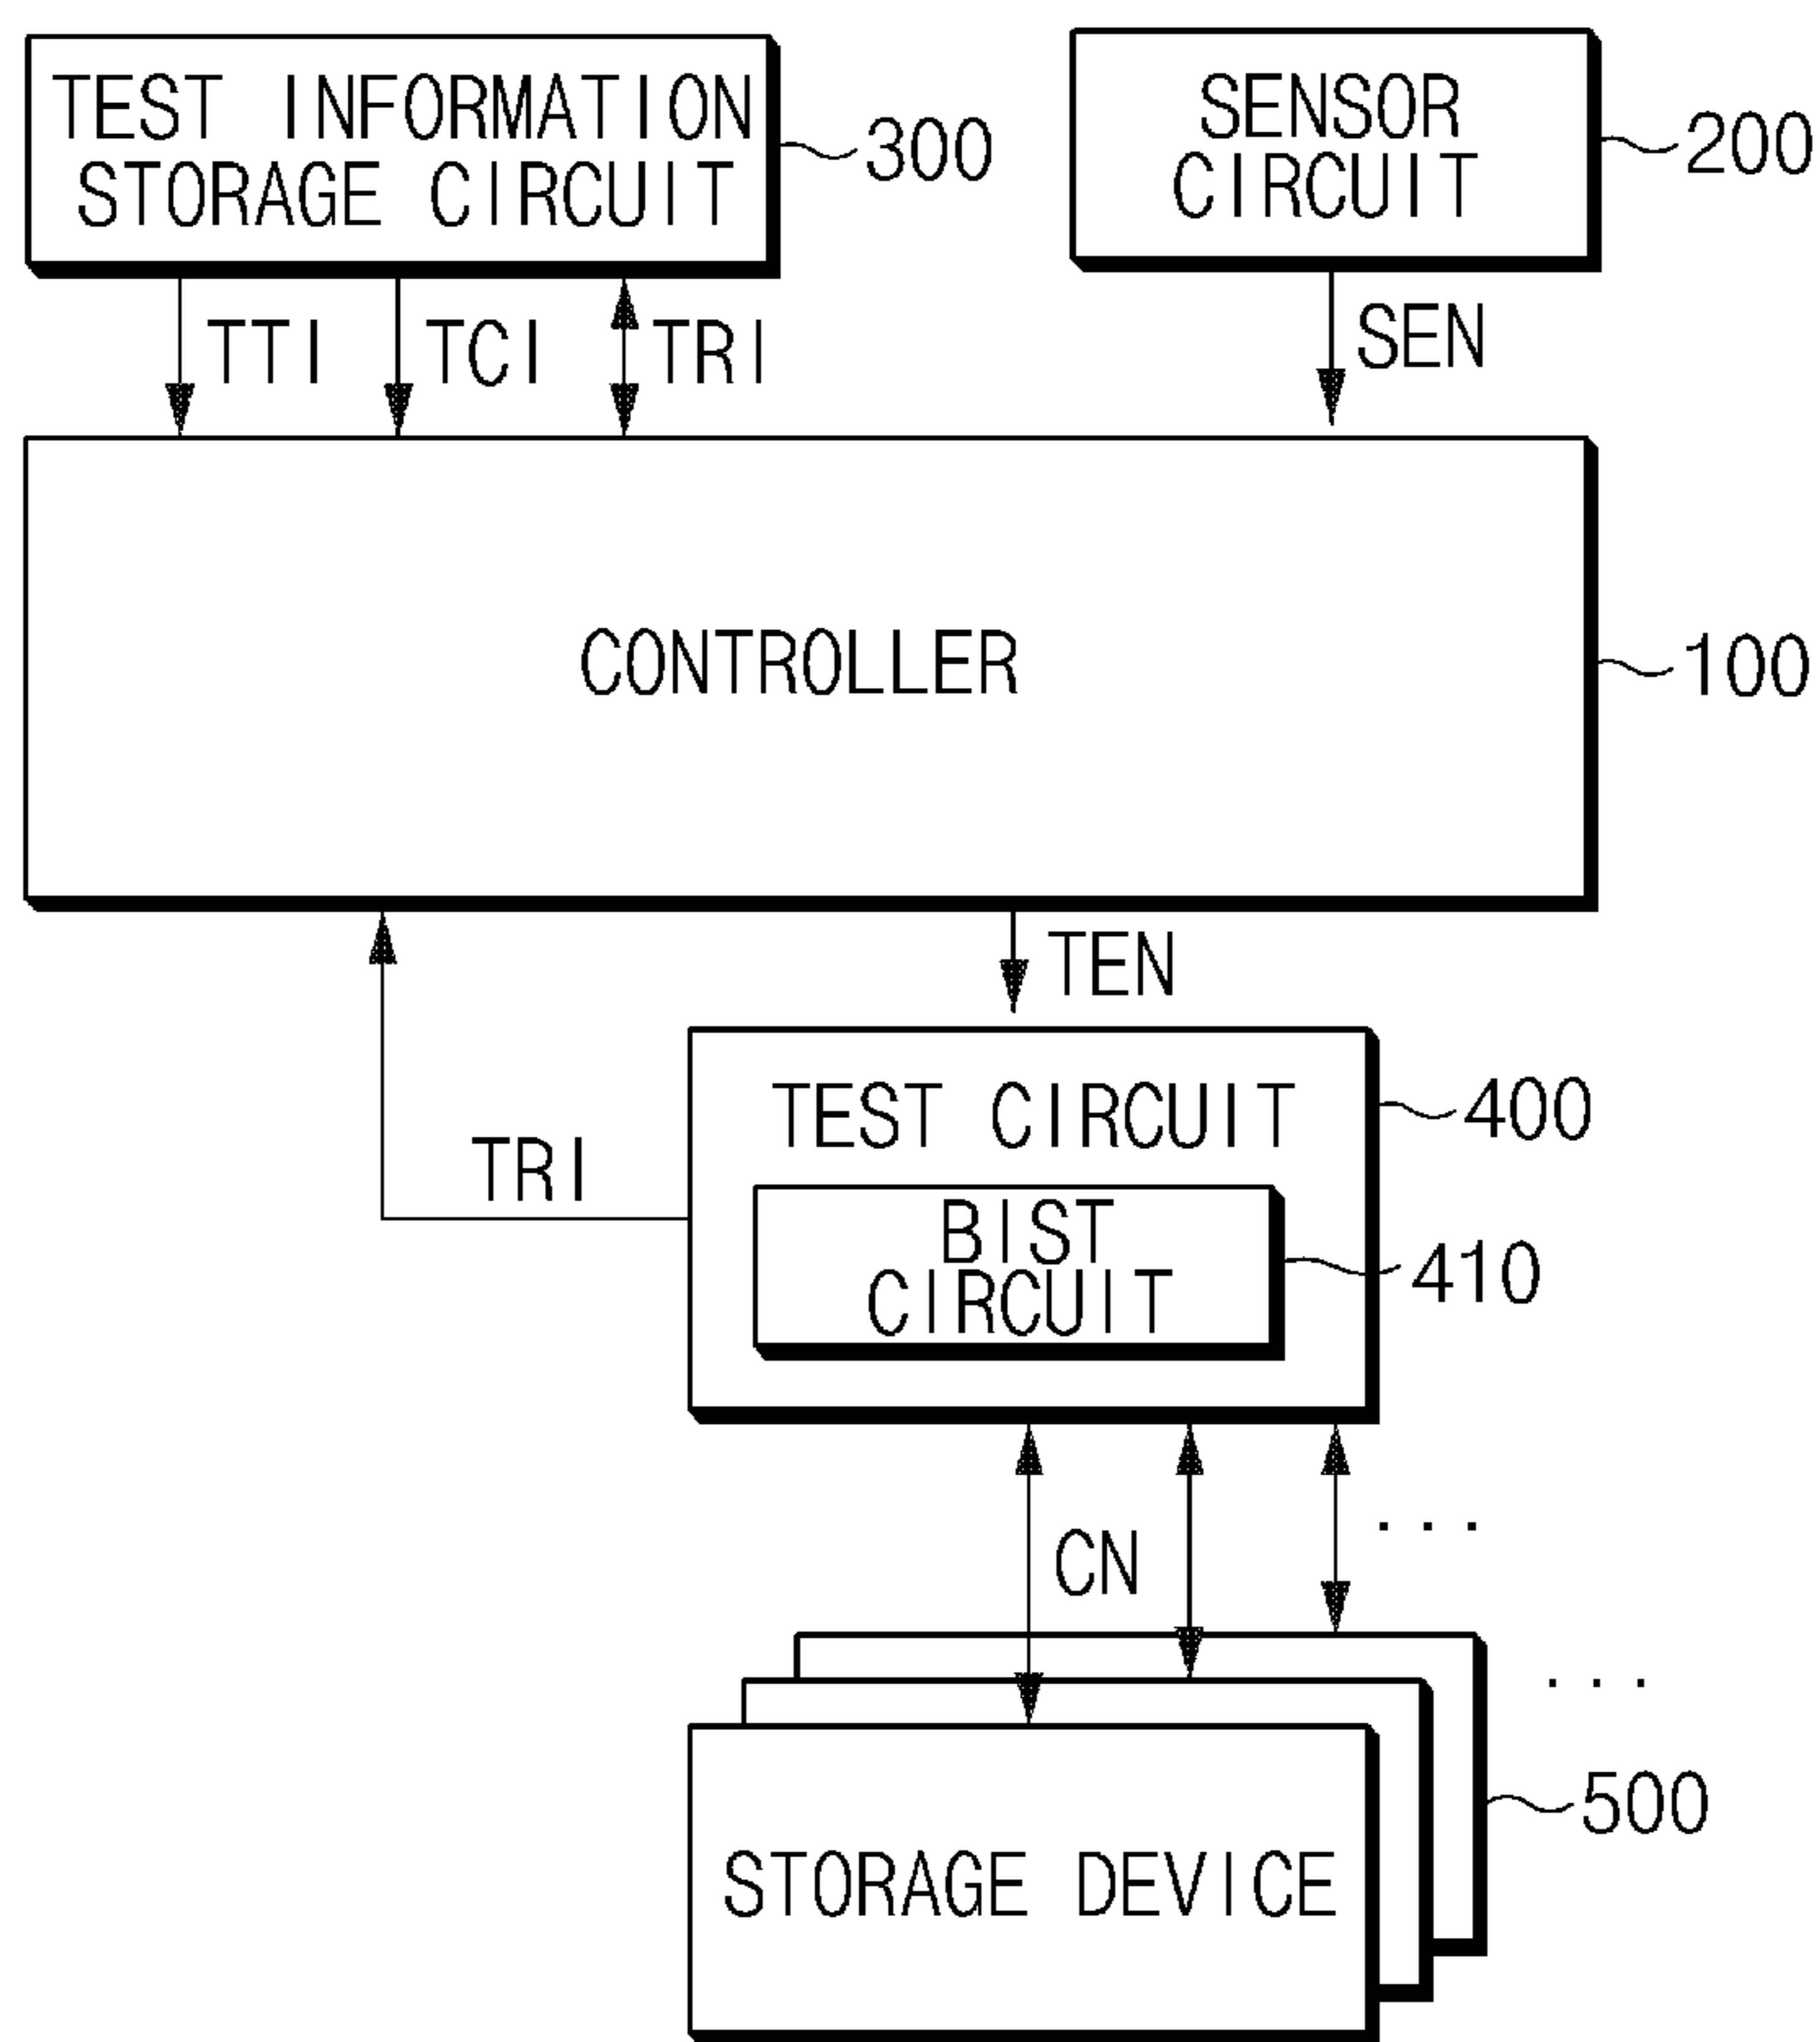 TEST INFORMATION
STORAGE CIRCUIT
300
SENSOR
CIRCUIT
200
TTI
TCI
TRI
SEN
CONTROLLER
100
TEN
TEST CIRCUIT
400
TRI
BIST
CIRCUIT
410
CN
...
...
500
STORAGE DEVICE